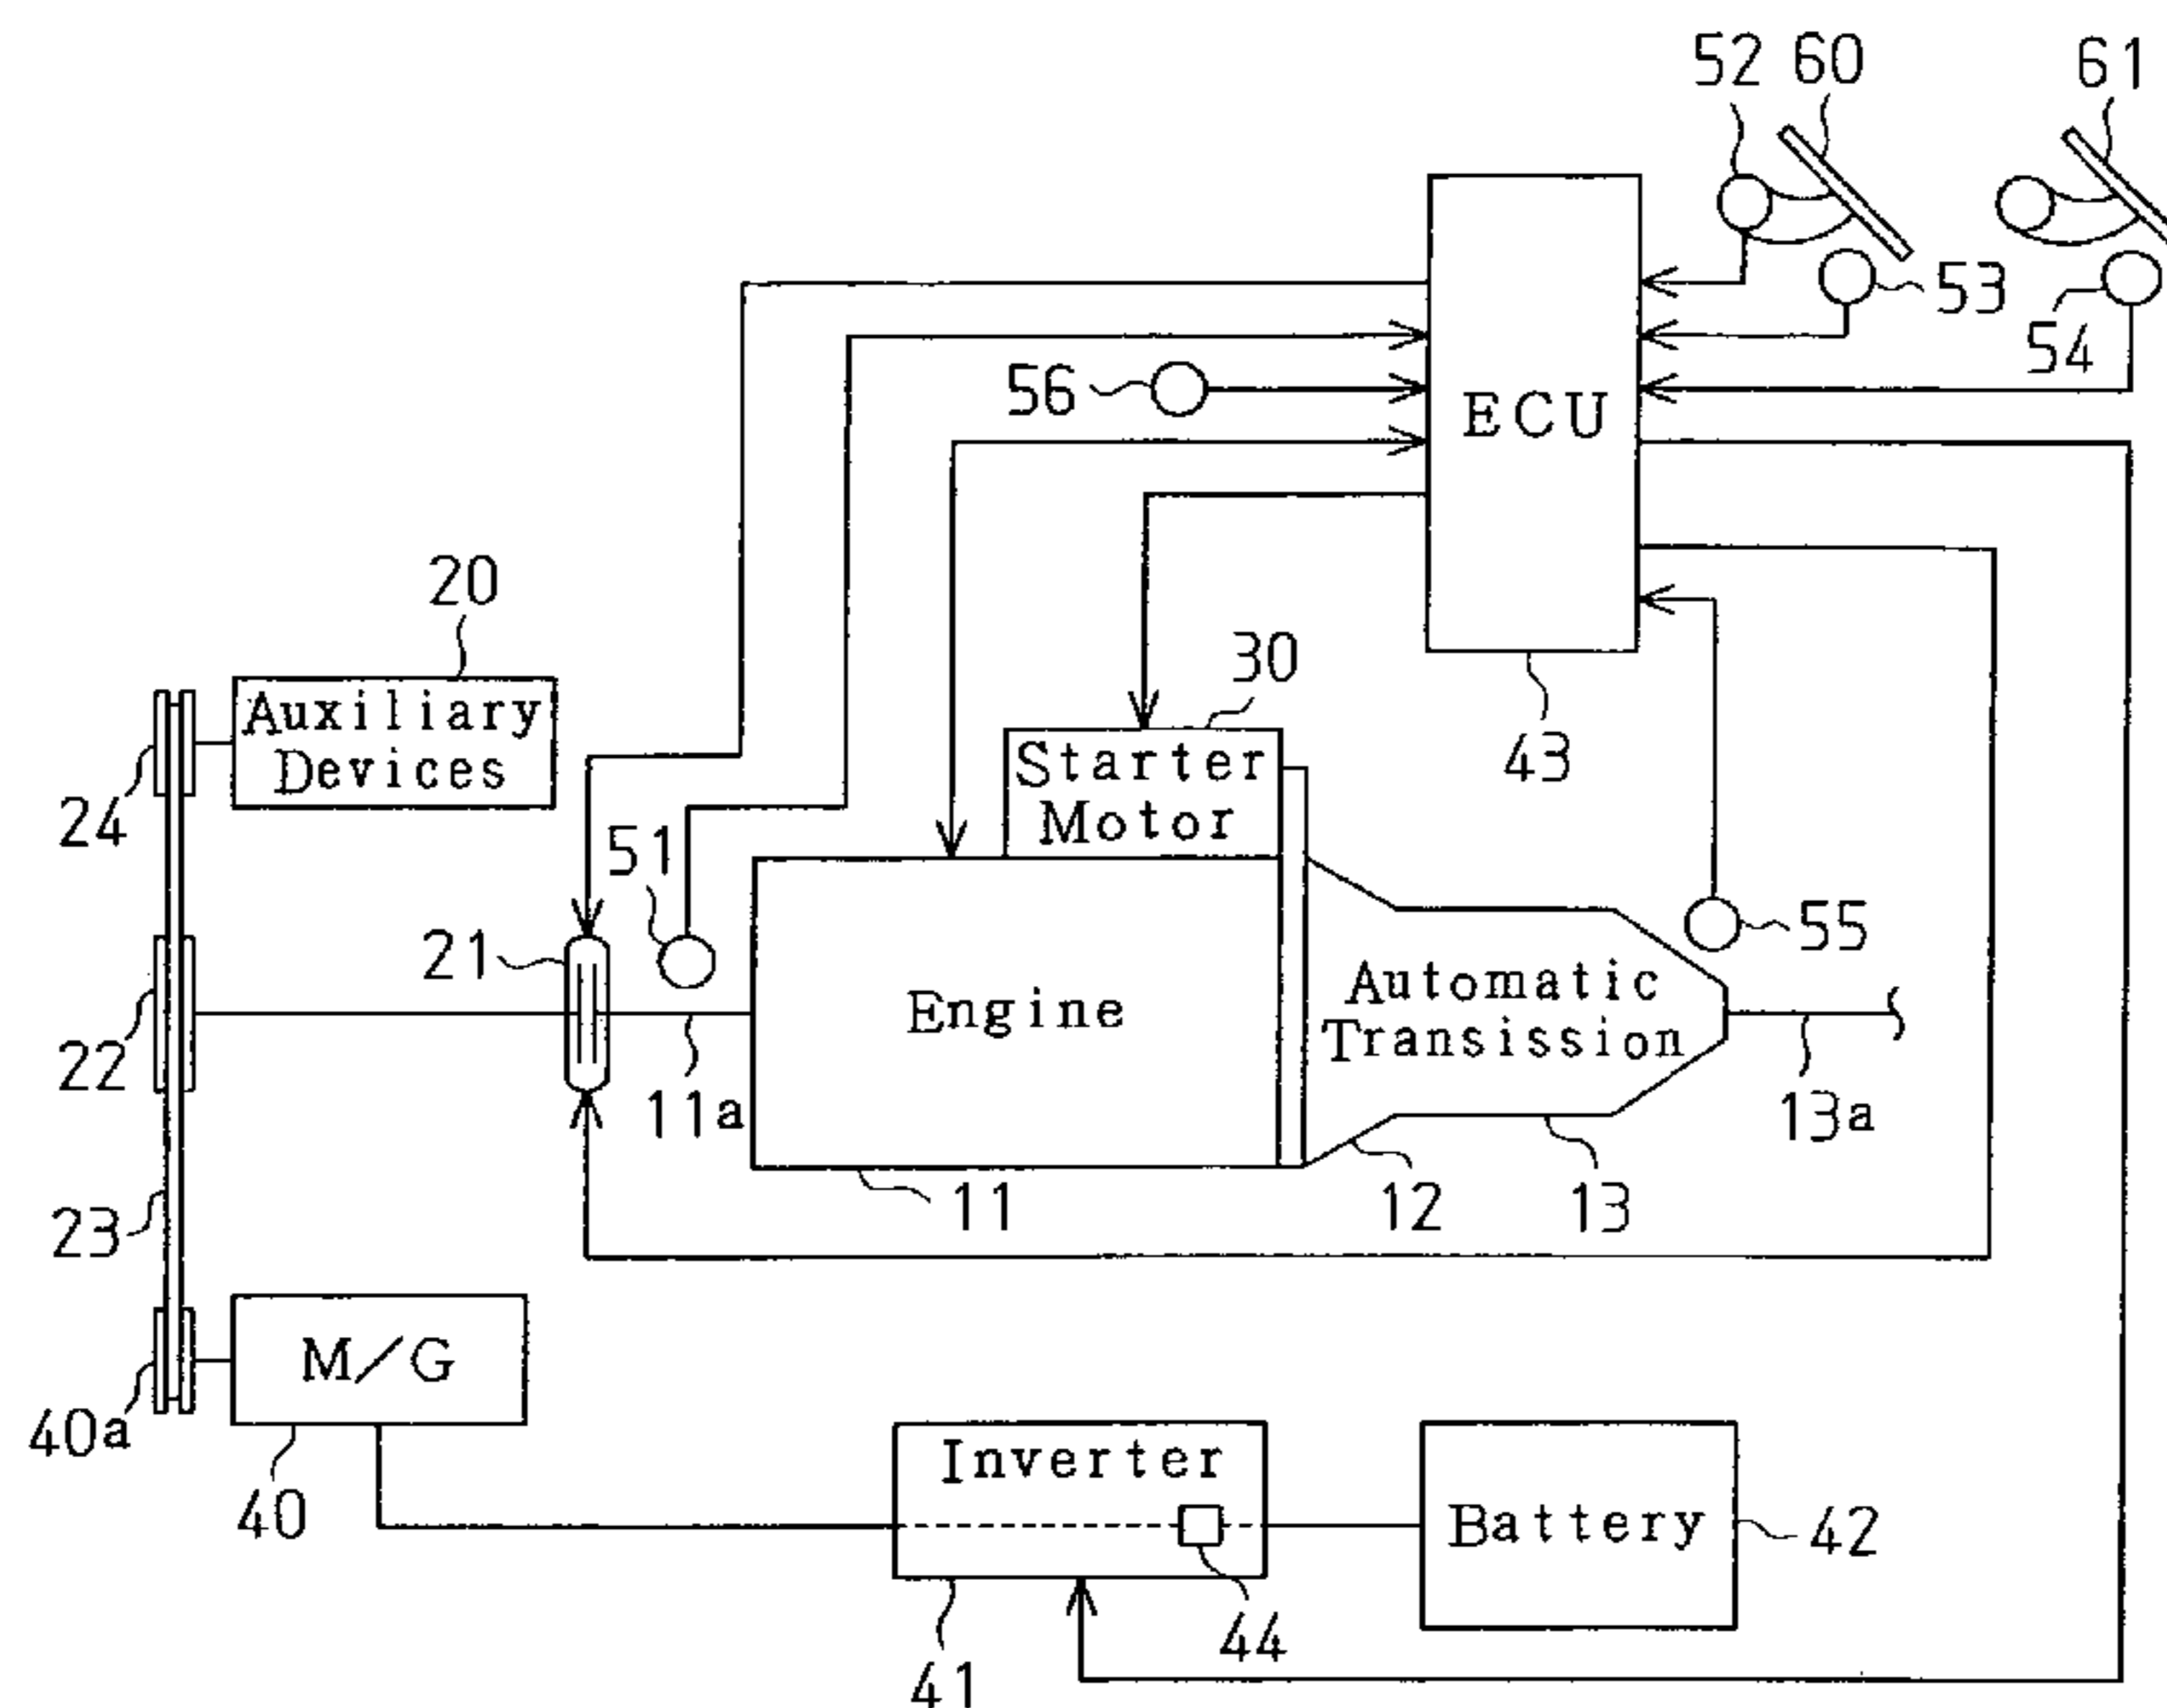 52
60
61
53
54
56
ECU
20
30
43
Auxiliary
Devices
24
Starter
Motor
51
21
55
Automatic
Transission
Engine
22
11a
13a
23
11
12
13
M/G
40a
40
Inverter
Battery
42
44
41